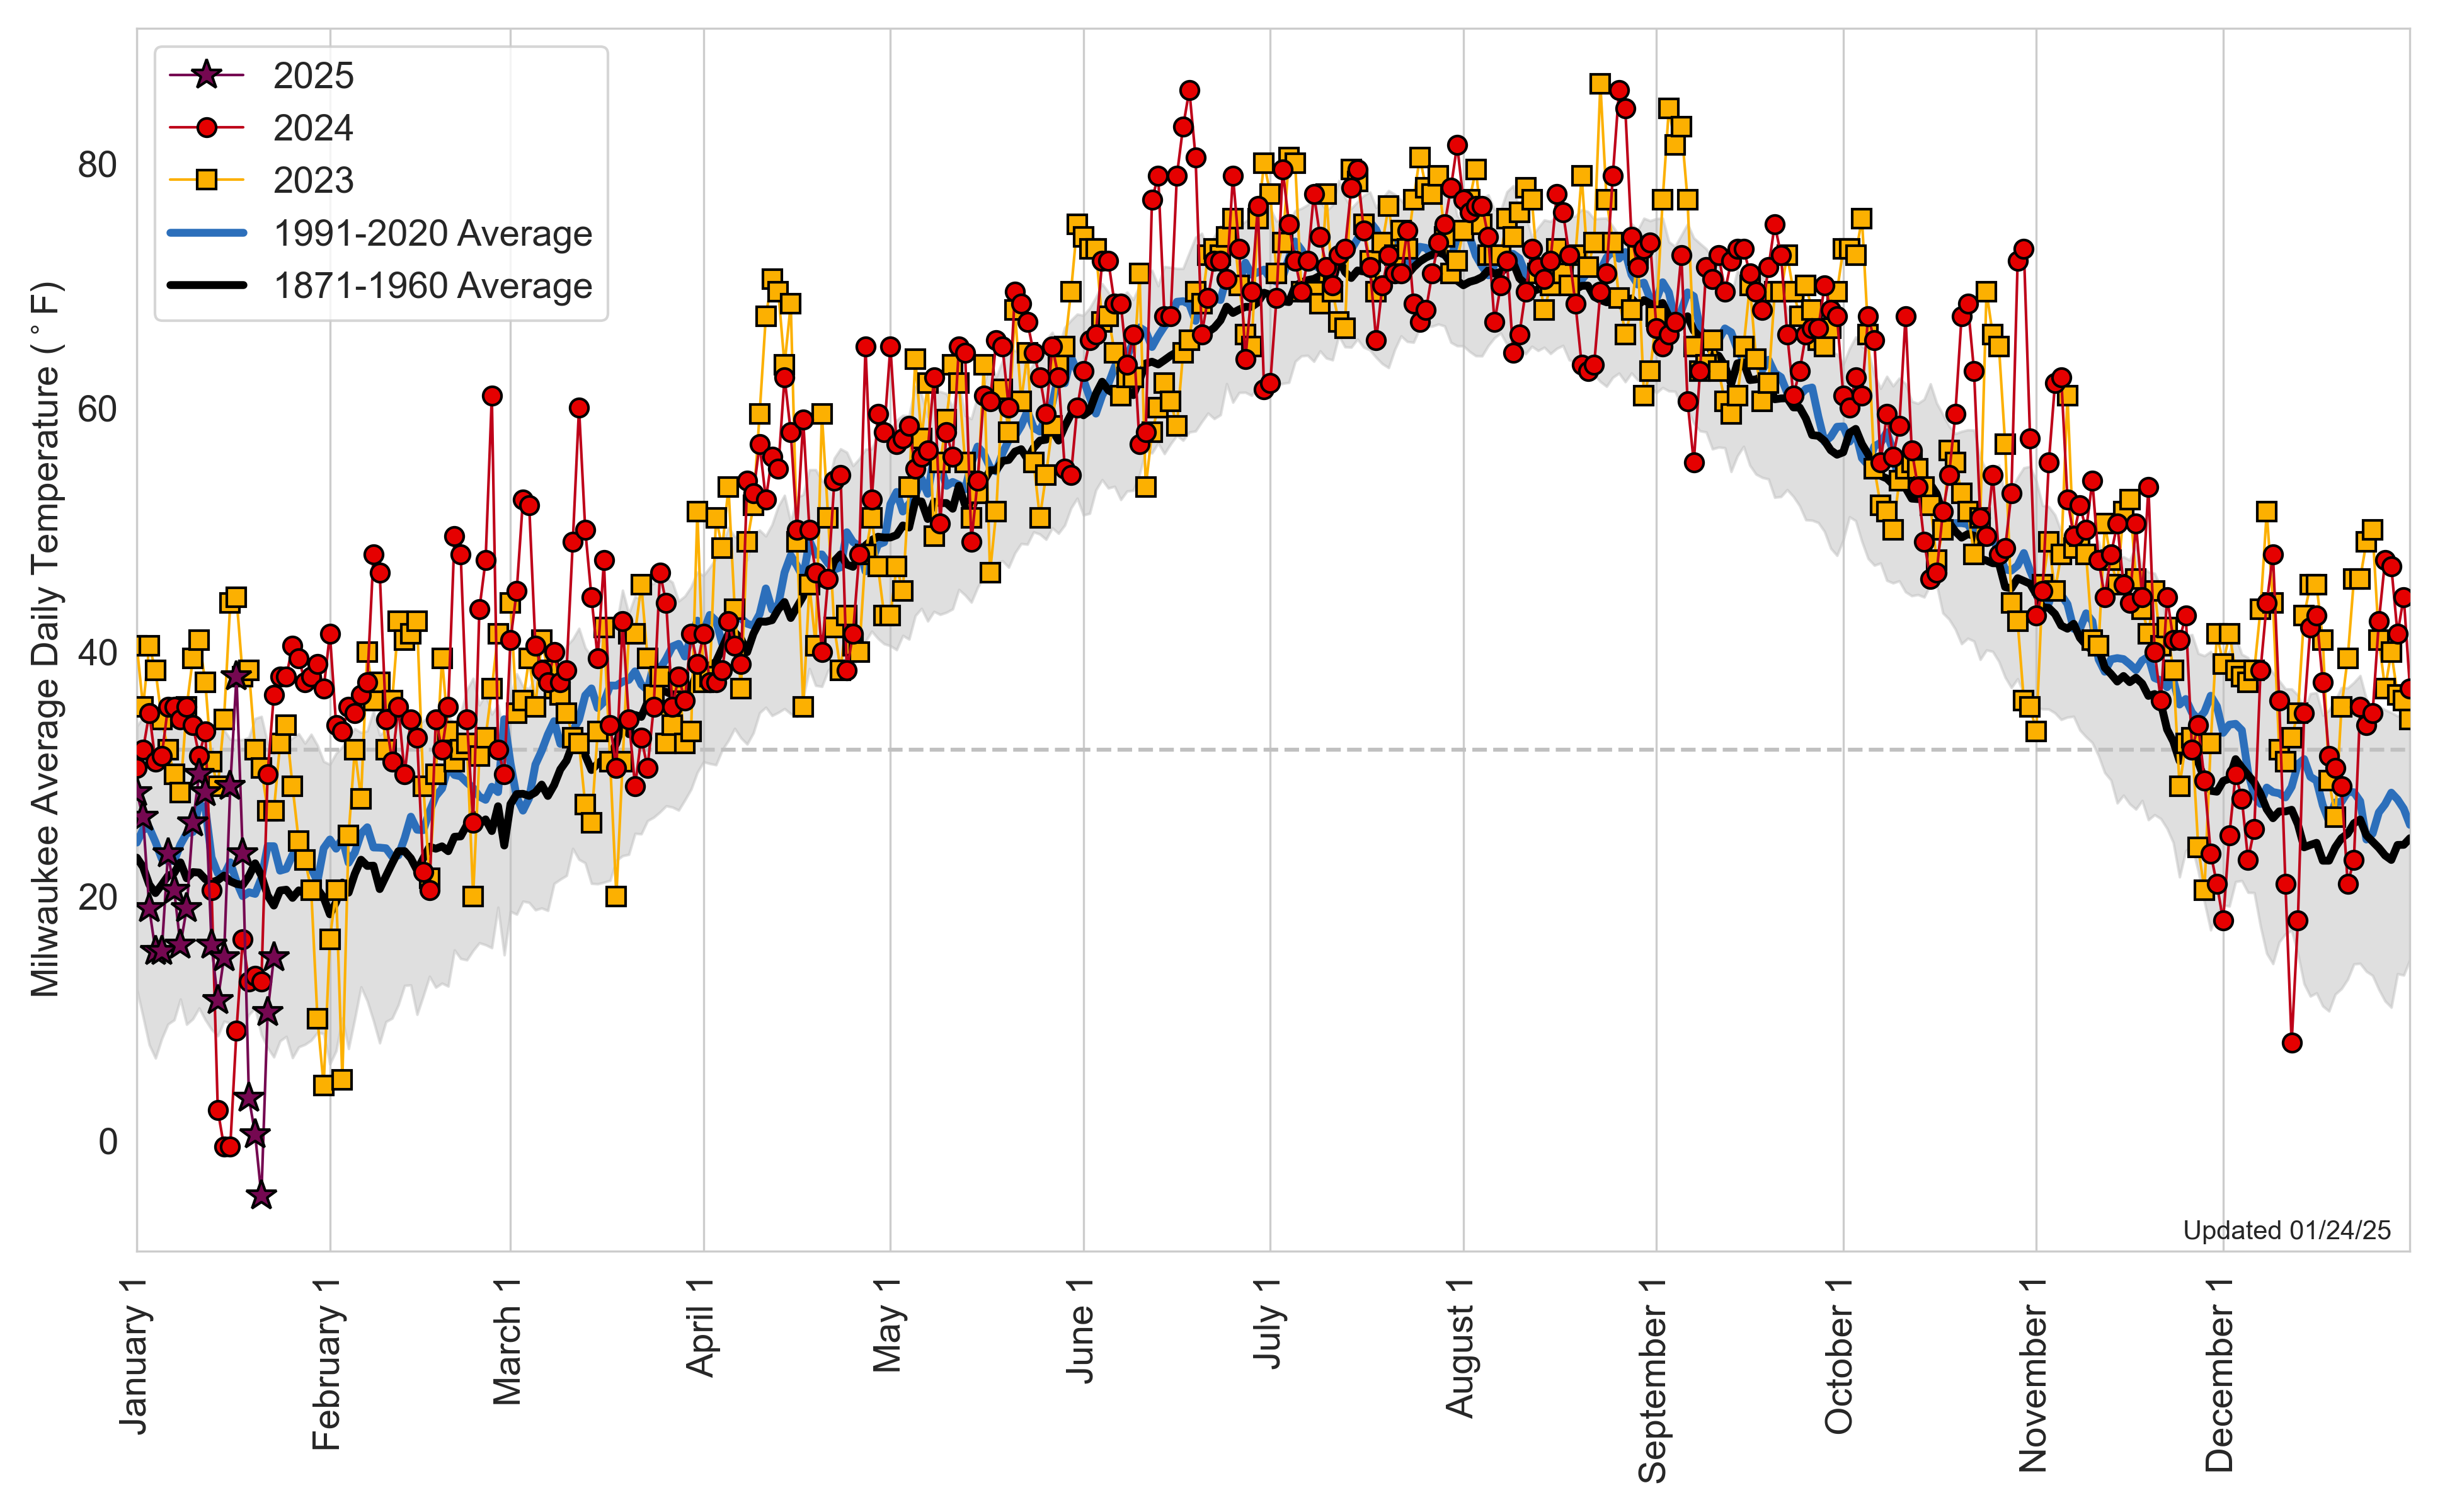 2025
2024
2023
1991-2020 Average
1871-1960 Average
Milwaukee Average Daily Temperature (°F)
80
60
40
20
0
Updated 01/24/25
January 1
February 1
March 1
April 1
May 1
June 1
July 1
August 1
September 1
October 1
November 1
December 1